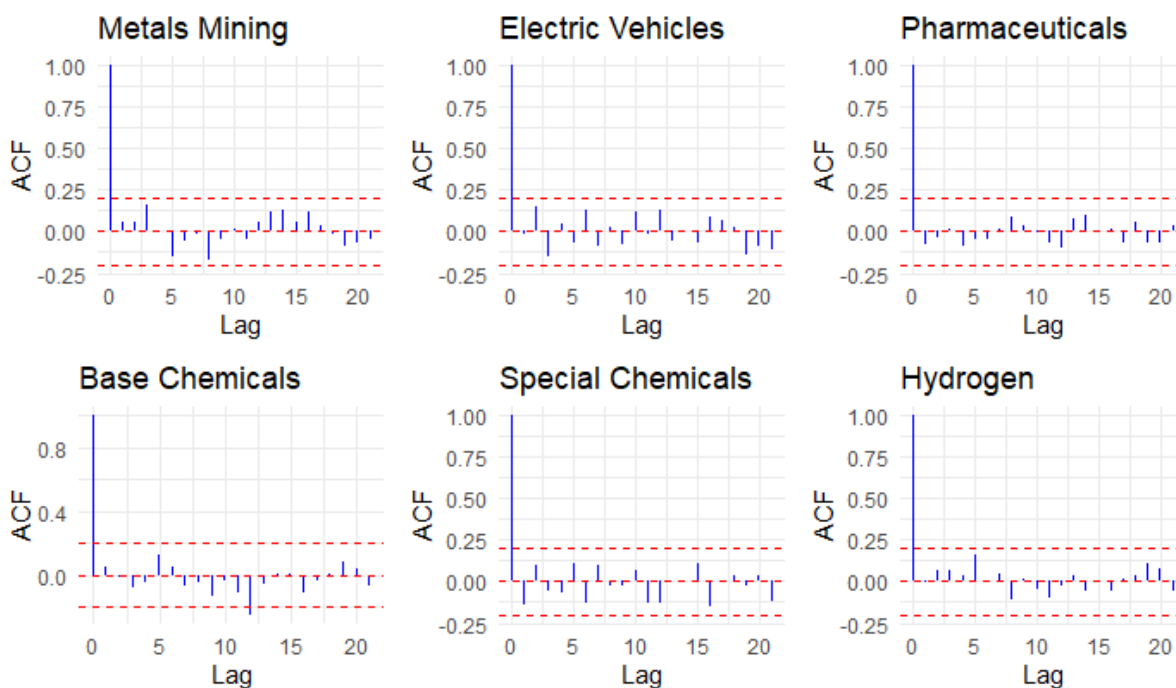 Metals Mining
1.00
0.75
0.50
0.25
0.00
-0.25
ACF
0 5 10 15 20
Lag
Electric Vehicles
1.00
0.75
0.50
0.25
0.00
-0.25
ACF
0 5 10 15 20
Lag
Pharmaceuticals
1.00
0.75
0.50
0.25
0.00
-0.25
ACF
0 5 10 15 20
Lag
Base Chemicals
0.8
0.4
0.0
ACF
0 5 10 15 20
Lag
Special Chemicals
1.00
0.75
0.50
0.25
0.00
-0.25
ACF
0 5 10 15 20
Lag
Hydrogen
1.00
0.75
0.50
0.25
0.00
-0.25
ACF
0 5 10 15 20
Lag